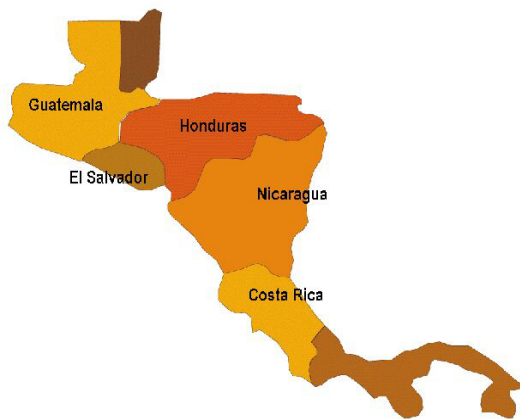 Guatemala
Honduras
El Salvador
Nicaragua
Costa Rica